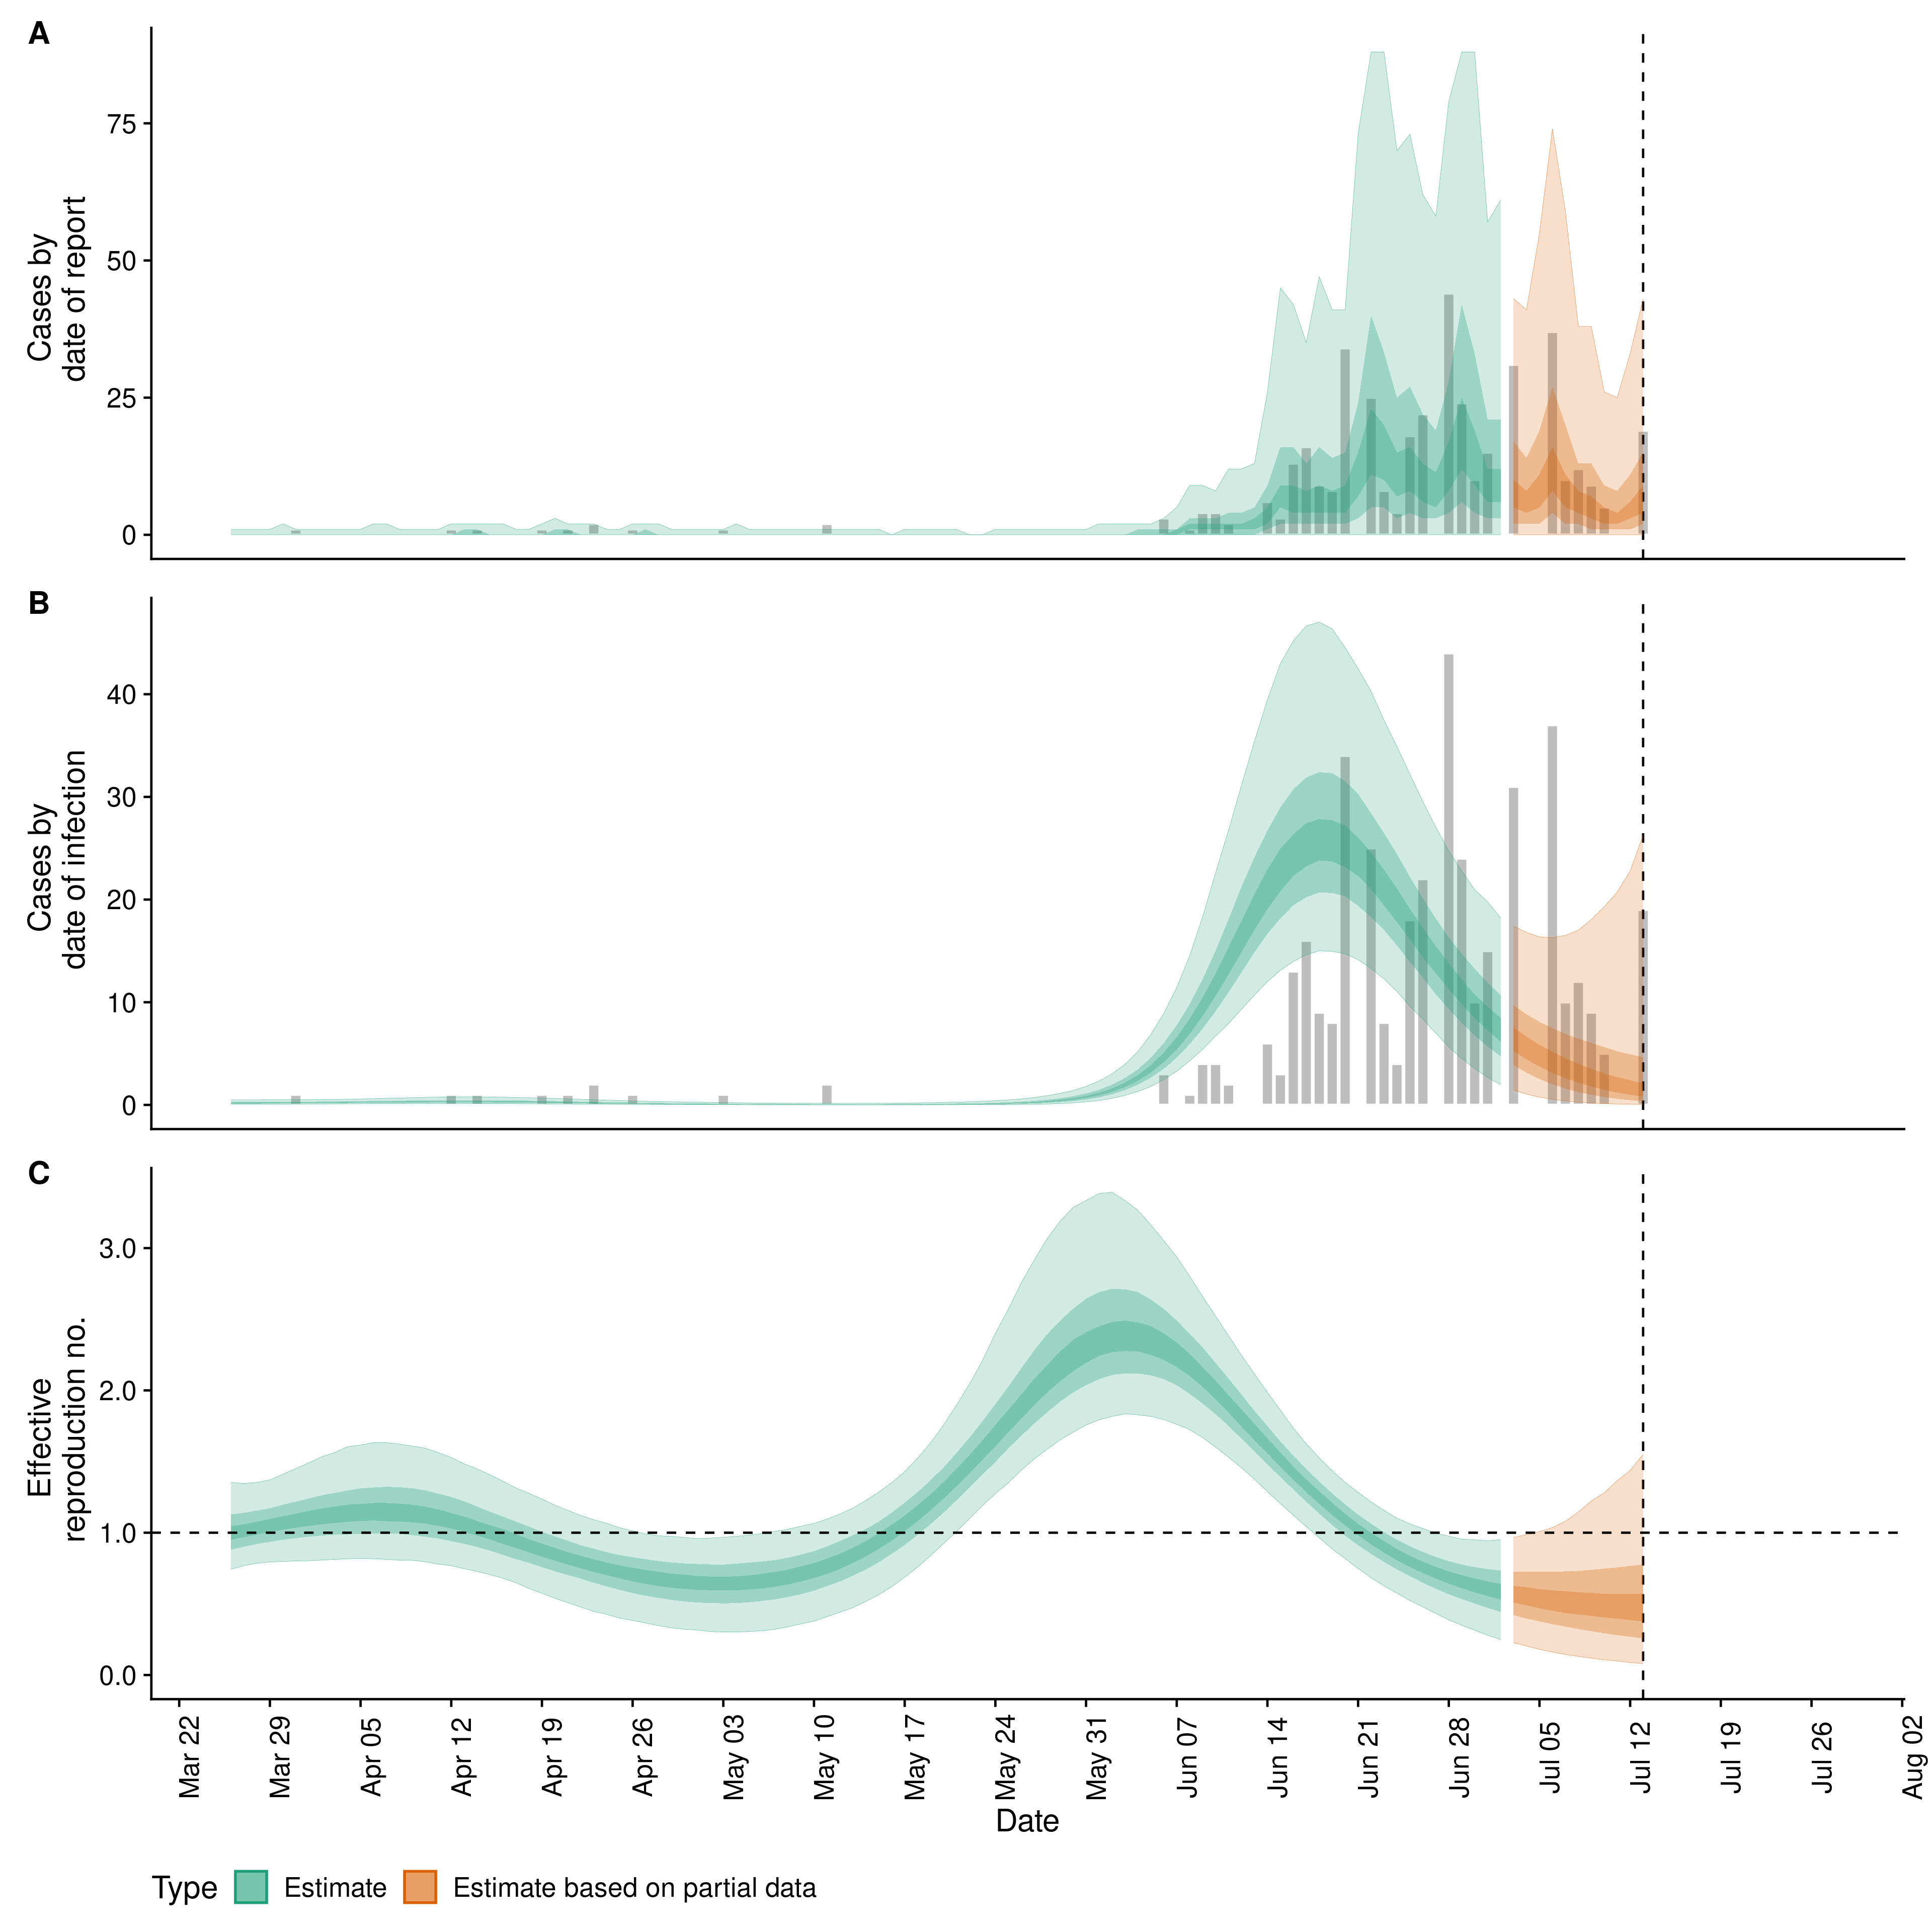 A
Cases by
date of report
75
50
25
0
B
Cases by
date of infection
40
30
20
10
0
C
Effective
reproduction no.
3.0
2.0
1.0
0.0
Mar 22
Mar 29
Apr 05
Apr 12
Apr 19
Apr 26
May 03
May 10
May 17
May 24
May 31
Jun 07
Jun 14
Jun 21
Jun 28
Jul 05
Jul 12
Jul 19
Jul 26
Aug 02
Date
Type Estimate Estimate based on partial data